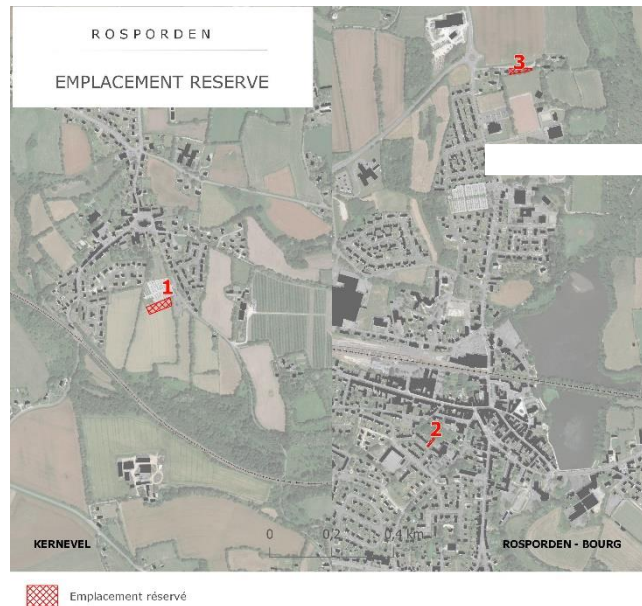 ROSPORDEN
EMPLACEMENT RESERVE
3
1
2
0 0.2 0.4 km
KERNEVEL
ROSPORDEN - BOURG
Emplacement réservé